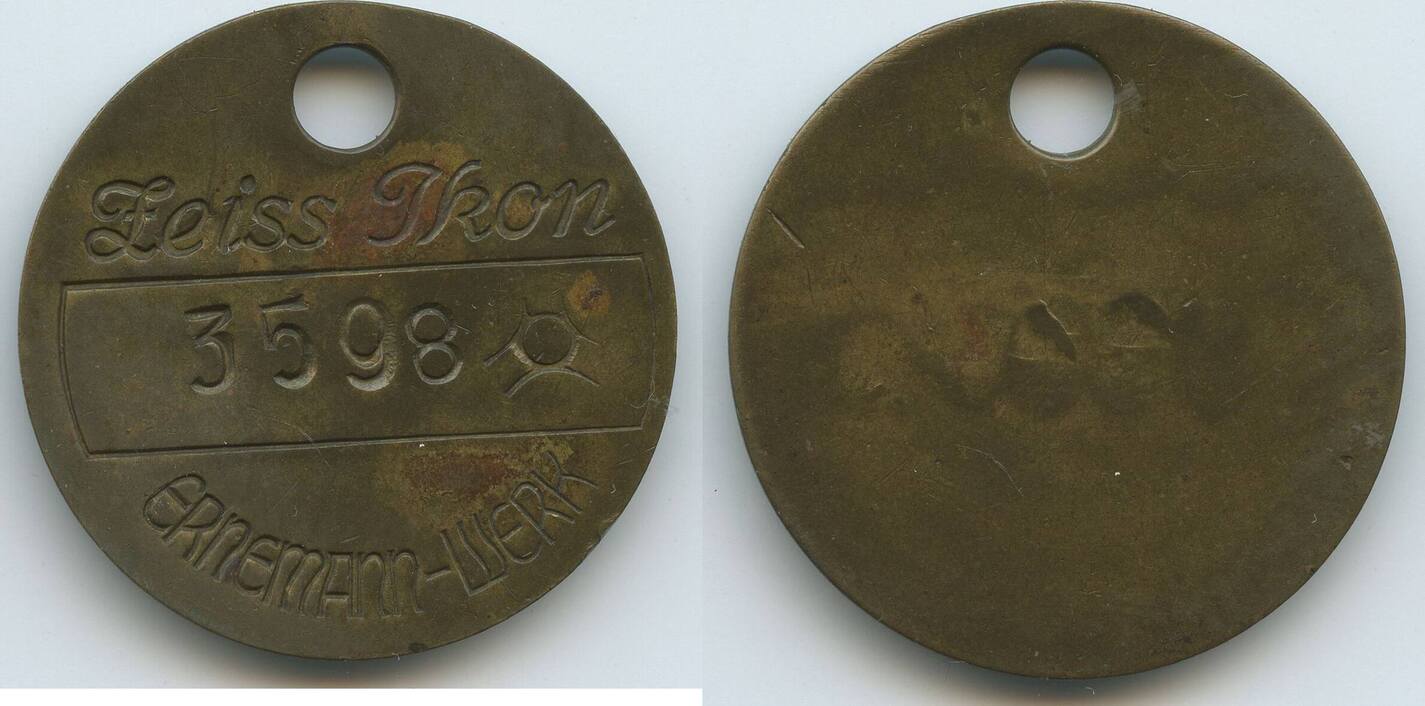 Zeiss Ikon
3598
ERNEMANN-WERK